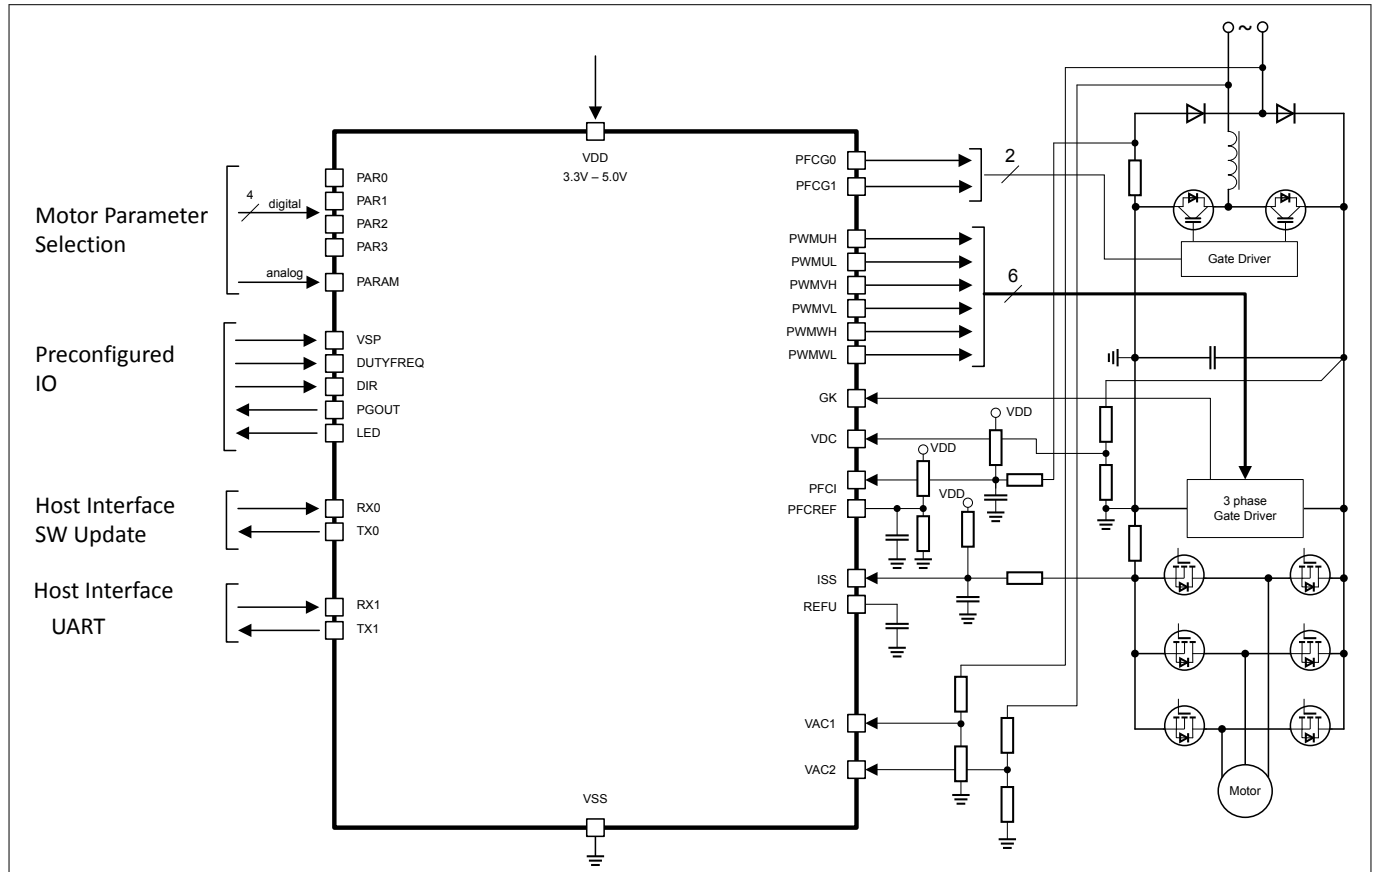 ~
VDD
3.3V – 5.0V
Motor Parameter
Selection
4
digital
analog
PAR0
PAR1
PAR2
PAR3
PARAM
Preconfigured
IO
VSP
DUTYFREQ
DIR
PGOUT
LED
Host Interface
SW Update
RX0
TX0
Host Interface
UART
RX1
TX1
VSS
PFCG0
PFCG1
2
PWMUH
PWMUL
PWMVH
PWMVL
PWMWH
PWMWL
6
GK
VDC
PFCI
PFCREF
ISS
REFU
VAC1
VAC2
VDD
VDD
VDD
Gate Driver
3 phase
Gate Driver
Motor